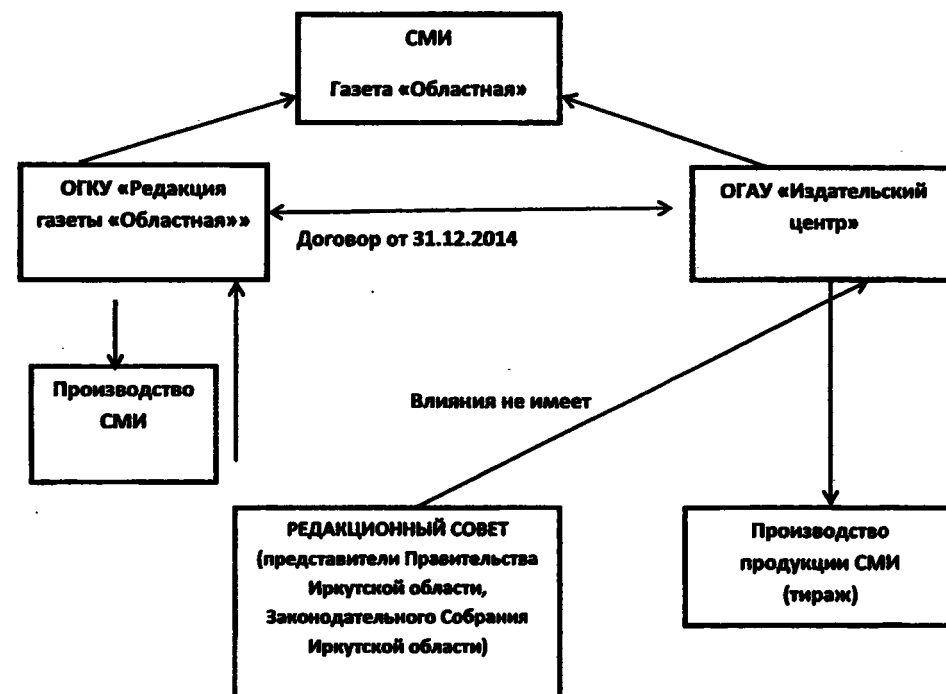 СМИ
Газета «Областная»
ОГКУ «Редакция
газеты «Областная»»
ОГАУ «Издательский
центр»
Договор от 31.12.2014
Производство
СМИ
Влияния не имеет
РЕДАКЦИОННЫЙ СОВЕТ
(представители Правительства
Иркутской области,
Законодательного Собрания
Иркутской области)
Производство
продукции СМИ
(тираж)